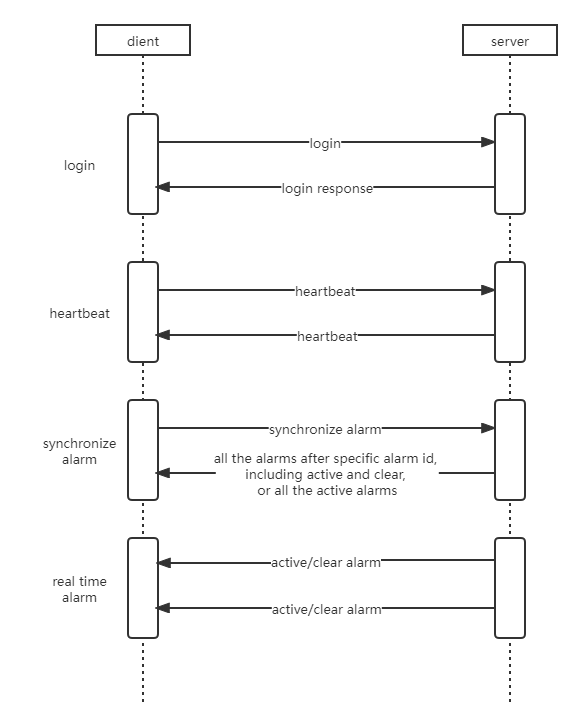 dient
server
login
login
login response
heartbeat
heartbeat
heartbeat
synchronize alarm
synchronize
alarm
all the alarms after specific alarm id,
including active and clear,
or all the active alarms
active/clear alarm
real time
alarm
active/clear alarm